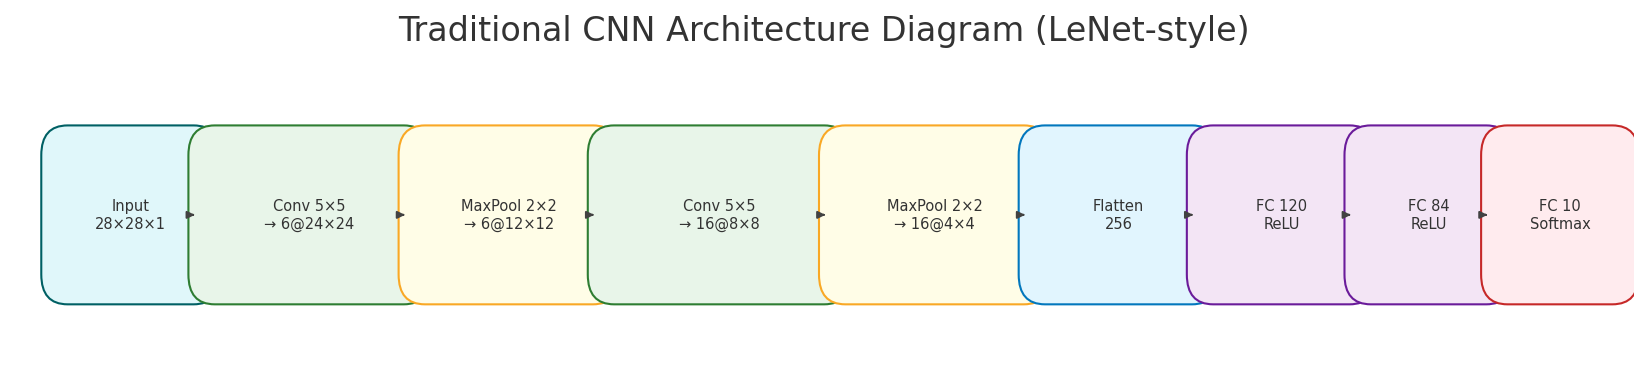 Traditional CNN Architecture Diagram (LeNet-style)
Input
28×28×1
Conv 5×5
→ 6@24×24
MaxPool 2×2
→ 6@12×12
Conv 5×5
→ 16@8×8
MaxPool 2×2
→ 16@4×4
Flatten
256
FC 120
ReLU
FC 84
ReLU
FC 10
Softmax